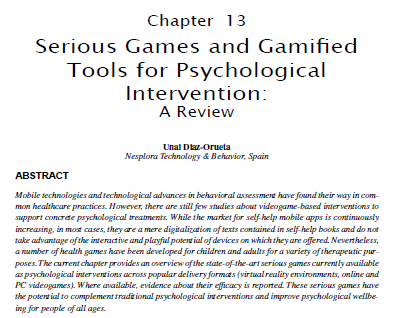 Chapter 13
Serious Games and Gamified
Tools for Psychological
Intervention:
A Review
Unai Diaz-Orueta
Nesplora Technology & Behavior, Spain
ABSTRACT
Mobile technologies and technological advances in behavioral assessment have found their way in com-
mon healthcare practices. However, there are still few studies about videogame-based interventions to
support concrete psychological treatments. While the market for self-help mobile apps is continuously
increasing, in most cases, they are a mere digitalization of texts contained in self-help books and do not
take advantage of the interactive and playful potential of devices on which they are offered. Nevertheless,
a number of health games have been developed for children and adults for a variety of therapeutic pur-
poses. The current chapter provides an overview of the state-of-the-art serious games currently available
as psychological interventions across popular delivery formats (virtual reality environments, online and
PC videogames). Where available, evidence about their efficacy is reported. These serious games have
the potential to complement traditional psychological interventions and improve psychological wellbe-
ing for people of all ages.